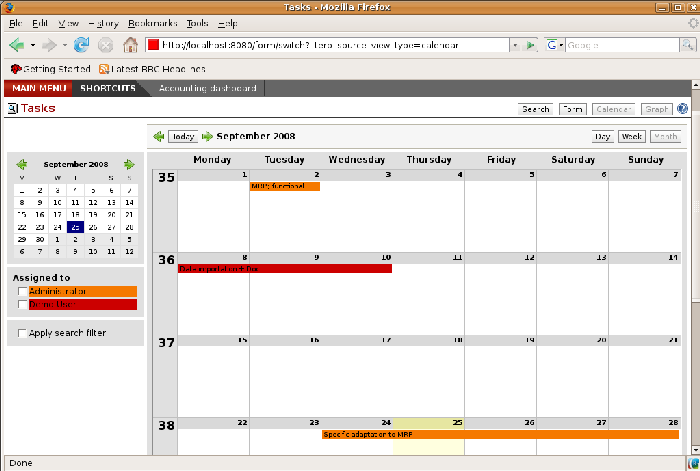 Tasks - Mozilla Firefox
File Edit View History Bookmarks Tools Help
http://localhost:8080/form/switch?_terp_source_view_type=calendar
Google
Getting Started Latest BBC Headlines
MAIN MENU SHORTCUTS Accounting dashboard
Tasks
Search Form Calendar Graph
Today September 2008
Day Week Month
September 2008
M T W T F S S
1 2 3 4 5 6 7
8 9 10 11 12 13 14
15 16 17 18 19 20 21
22 23 24 25 26 27 28
29 30 1 2 3 4 5
6 7 8 9 10 11 12
Assigned to
Administrator
Demo User
Apply search filter
Monday Tuesday Wednesday Thursday Friday Saturday Sunday
35 1 2 3 4 5 6 7
MRP; functional
36 8 9 10 11 12 13 14
37 15 16 17 18 19 20 21
38 22 23 24 25 26 27 28
Specific adaptation to MRP
Done